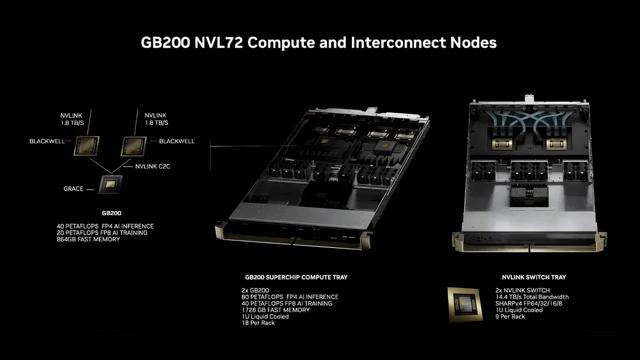 GB200 NVL72 Compute and Interconnect Nodes
NVLINK
1.8 TB/S
NVLINK
1.8 TB/S
BLACKWELL
BLACKWELL
NVLINK C2C
GRACE
GB200
40 PETAFLOPS FP4 AI INFERENCE
20 PETAFLOPS FP8 AI TRAINING
864GB FAST MEMORY
GB200 SUPERCHIP COMPUTE TRAY
2x GB200
80 PETAFLOPS FP4 AI INFERENCE
40 PETAFLOPS FP8 AI TRAINING
1728 GB FAST MEMORY
1U Liquid Cooled
18 Per Rack
NVLINK SWITCH TRAY
2x NVLINK SWITCH
14.4 TB/s Total Bandwidth
SHARPv4 FP64/32/16/8
1U Liquid Cooled
9 Per Rack